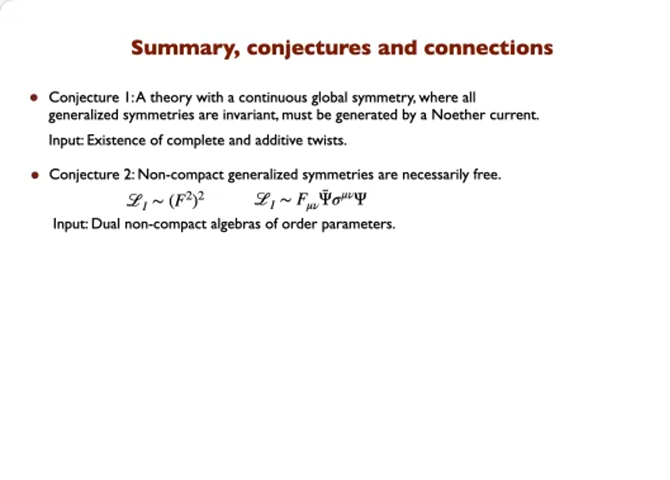 Summary, conjectures and connections
• Conjecture 1: A theory with a continuous global symmetry, where all
generalized symmetries are invariant, must be generated by a Noether current.
Input: Existence of complete and additive twists.
• Conjecture 2: Non-compact generalized symmetries are necessarily free.
ℒ_I ~ (F²)² ℒ_I ~ F_μν Ψ̄σ^μνΨ
Input: Dual non-compact algebras of order parameters.